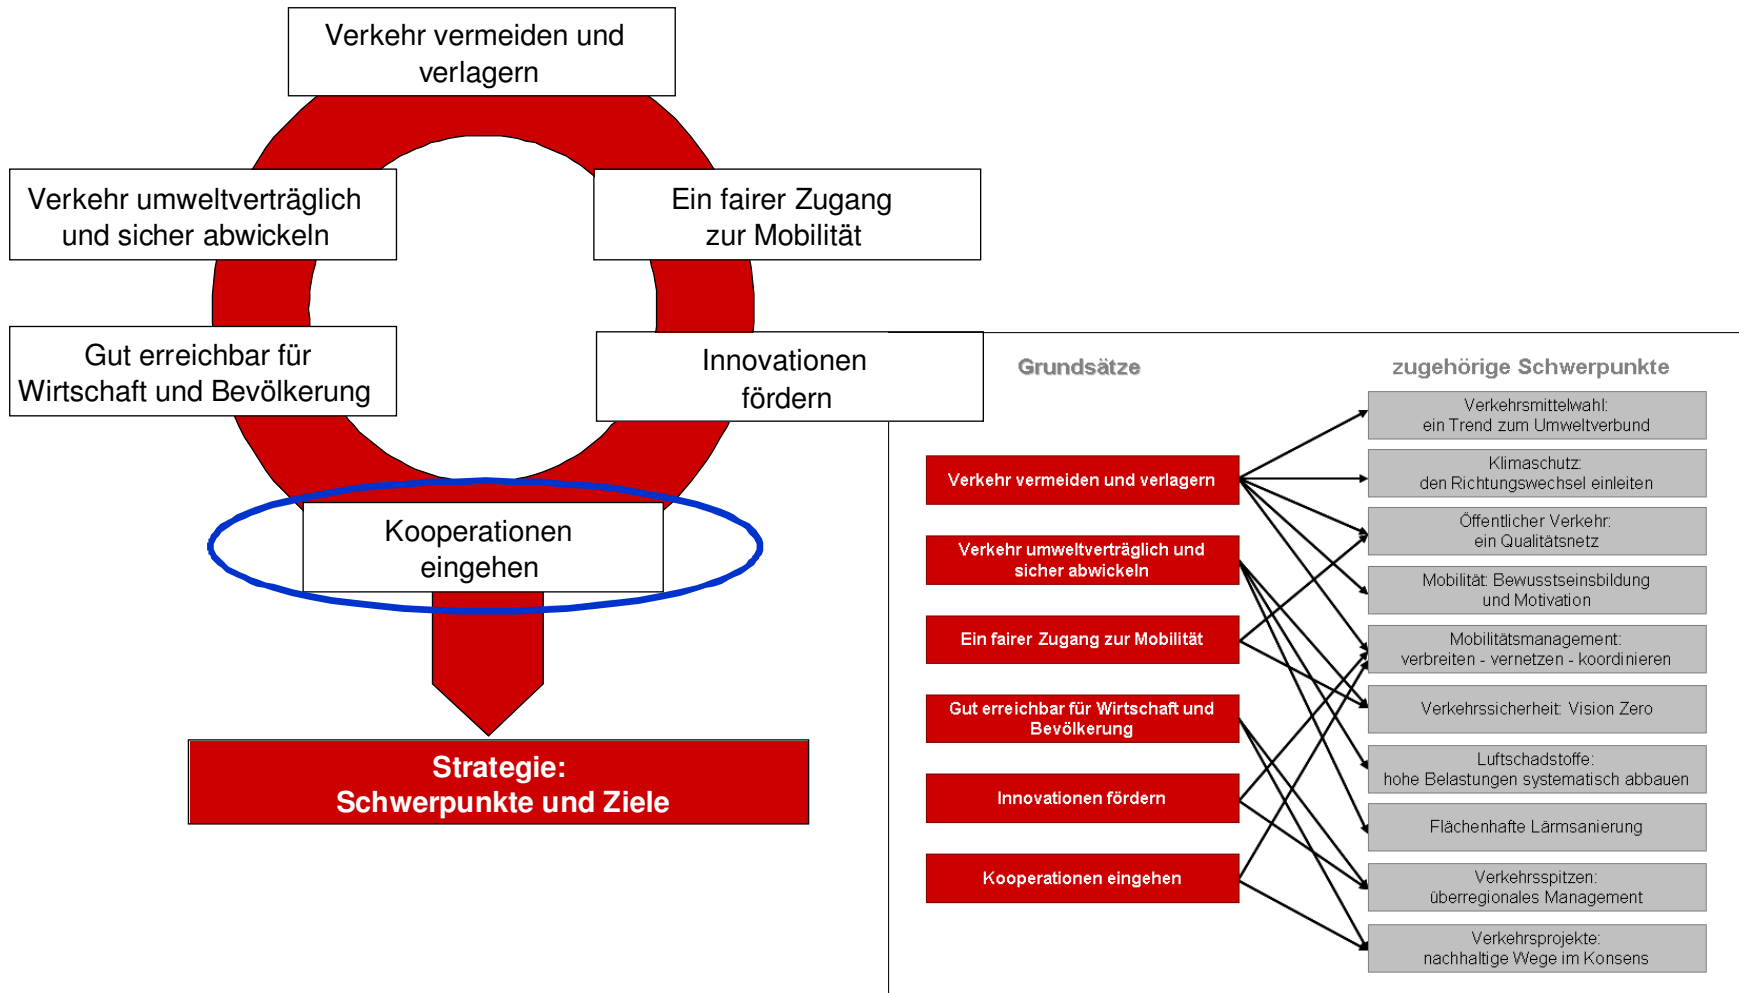 Verkehr vermeiden und
verlagern
Verkehr umweltverträglich
und sicher abwickeln
Ein fairer Zugang
zur Mobilität
Gut erreichbar für
Wirtschaft und Bevölkerung
Innovationen
fördern
Kooperationen
eingehen
Strategie:
Schwerpunkte und Ziele
Grundsätze
Verkehr vermeiden und verlagern
Verkehr umweltverträglich und
sicher abwickeln
Ein fairer Zugang zur Mobilität
Gut erreichbar für Wirtschaft und
Bevölkerung
Innovationen fördern
Kooperationen eingehen
zugehörige Schwerpunkte
Verkehrsmittelwahl:
ein Trend zum Umweltverbund
Klimaschutz:
den Richtungswechsel einleiten
Öffentlicher Verkehr:
ein Qualitätsnetz
Mobilität: Bewusstseinsbildung
und Motivation
Mobilitätsmanagement:
verbreiten - vernetzen - koordinieren
Verkehrssicherheit: Vision Zero
Luftschadstoffe:
hohe Belastungen systematisch abbauen
Flächenhafte Lärmsanierung
Verkehrsspitzen:
überregionales Management
Verkehrsprojekte:
nachhaltige Wege im Konsens